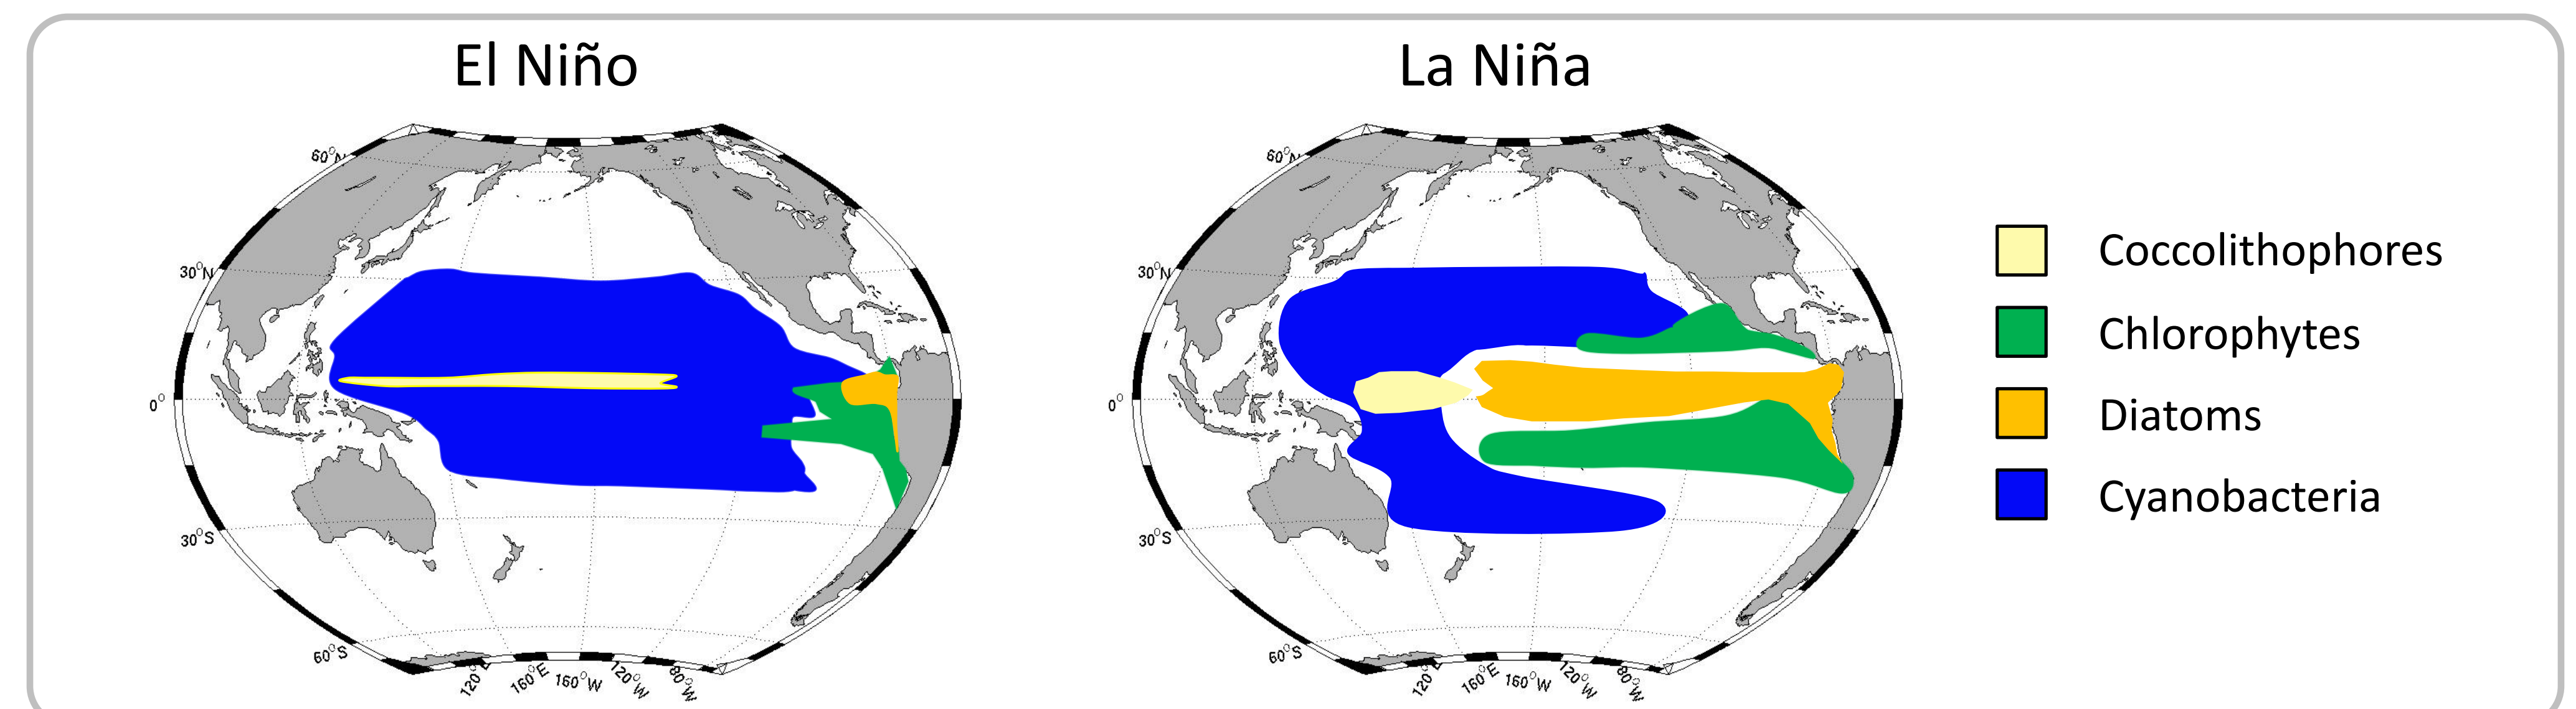 El Niño
La Niña
60°N
30°N
0°
30°S
60°S
120°E
160°E
160°W
120°W
80°W
60°N
30°N
0°
30°S
60°S
120°E
160°E
160°W
120°W
80°W
Coccolithophores
Chlorophytes
Diatoms
Cyanobacteria